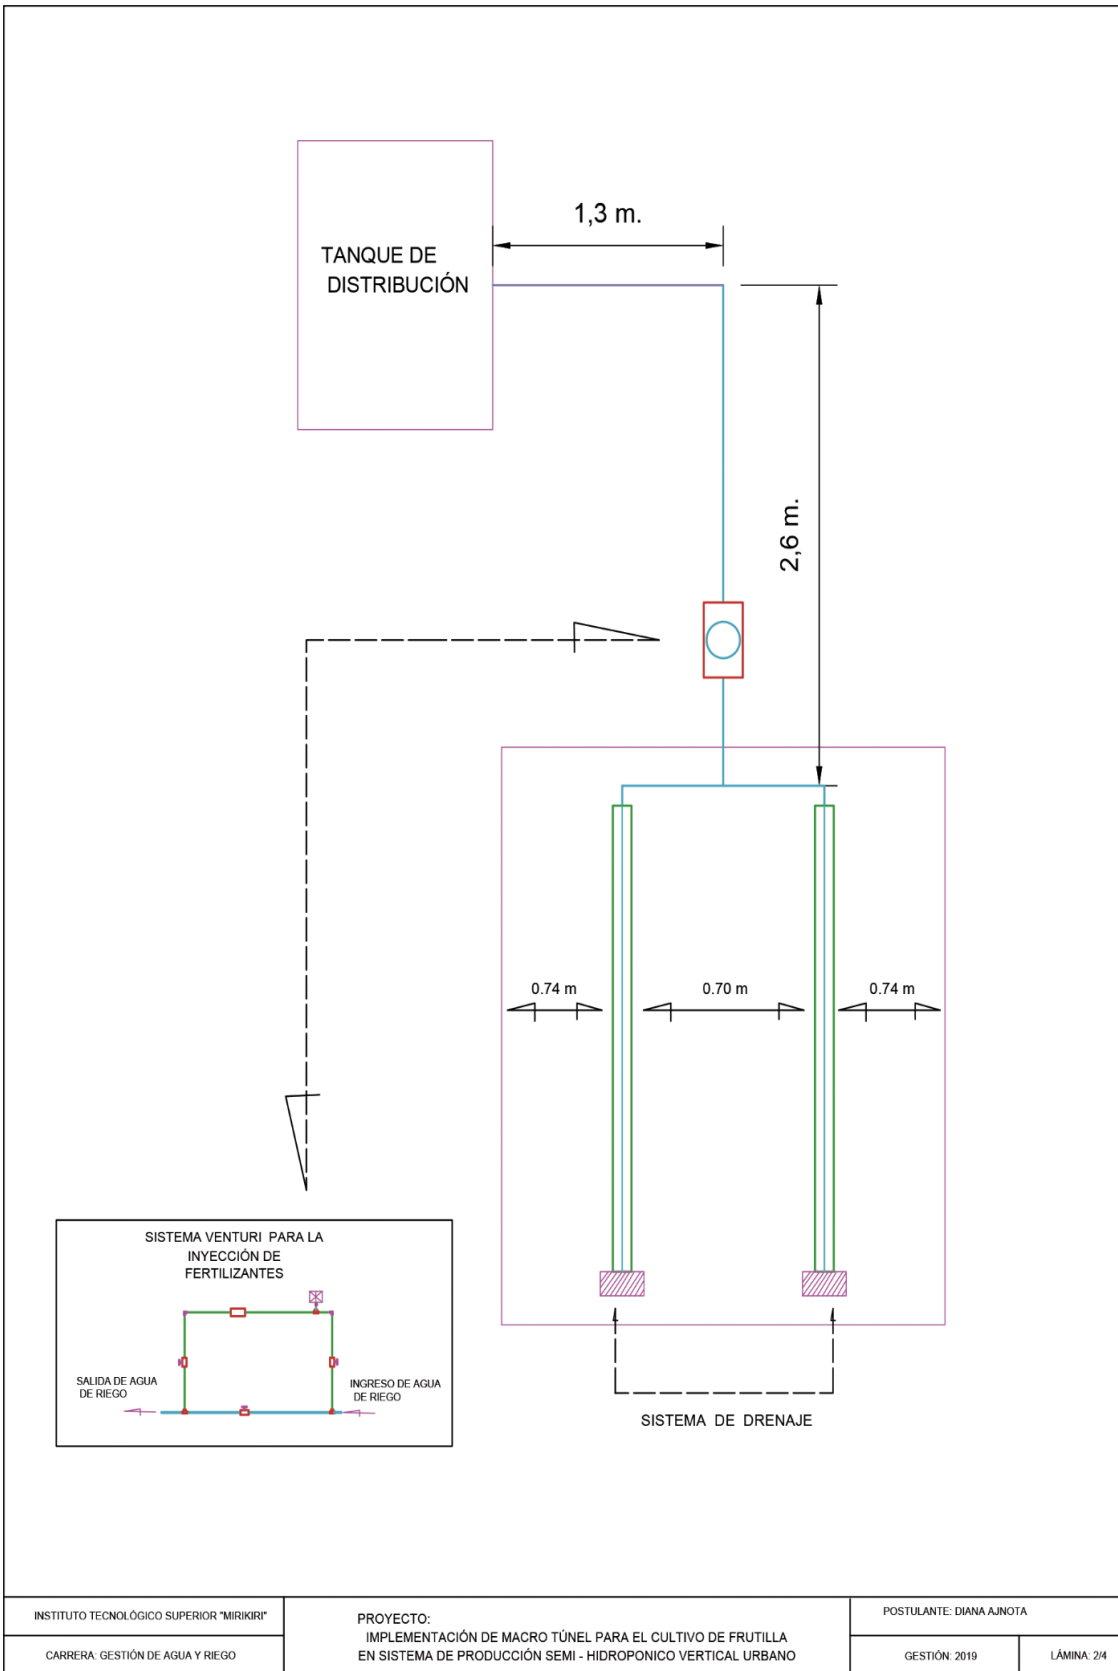 1,3 m.
TANQUE DE
DISTRIBUCIÓN
2,6 m.
0.74 m
0.70 m
0.74 m
SISTEMA VENTURI PARA LA
INYECCIÓN DE
FERTILIZANTES
SALIDA DE AGUA
DE RIEGO
INGRESO DE AGUA
DE RIEGO
SISTEMA DE DRENAJE
INSTITUTO TECNOLÓGICO SUPERIOR "MIRIKIRI"
CARRERA: GESTIÓN DE AGUA Y RIEGO
PROYECTO:
IMPLEMENTACIÓN DE MACRO TÚNEL PARA EL CULTIVO DE FRUTILLA
EN SISTEMA DE PRODUCCIÓN SEMI - HIDROPONICO VERTICAL URBANO
POSTULANTE: DIANA AJNOTA
GESTIÓN: 2019
LÁMINA: 2/4